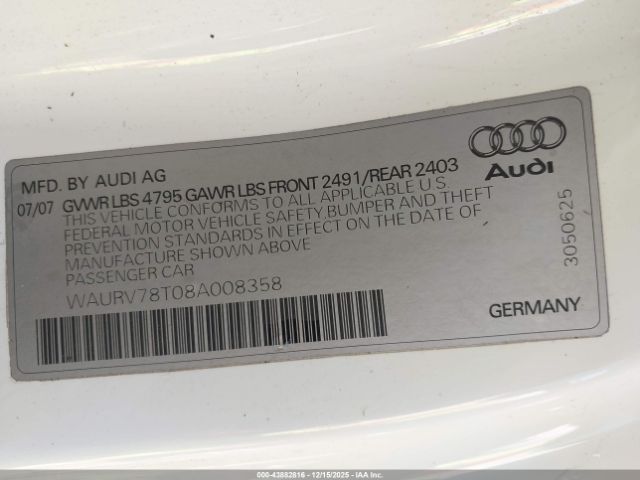 MFD. BY AUDI AG
07/07 GVWR LBS 4795 GAWR LBS FRONT 2491/REAR 2403
THIS VEHICLE CONFORMS TO ALL APPLICABLE U.S.
FEDERAL MOTOR VEHICLE SAFETY BUMPER AND THEFT
PREVENTION STANDARDS IN EFFECT ON THE DATE OF
MANUFACTURE SHOWN ABOVE
PASSENGER CAR
WAURV78T08A008358
Audi
3050625
GERMANY
000-43882616 - 12/15/2025 - IAA Inc.